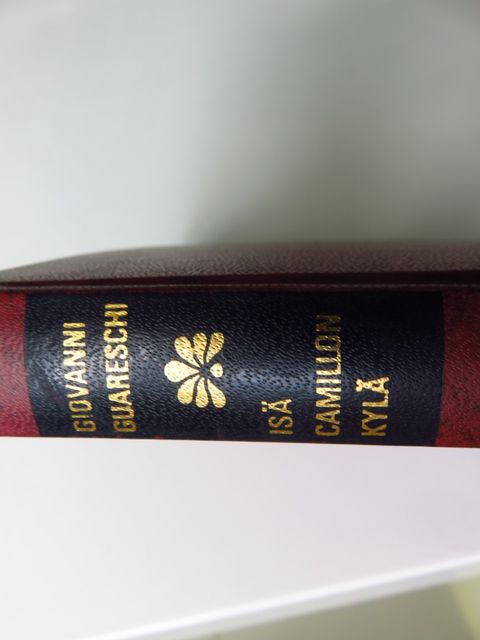 GIOVANNI
GUARESCHI
ISÄ
CAMILLON
KYLÄ